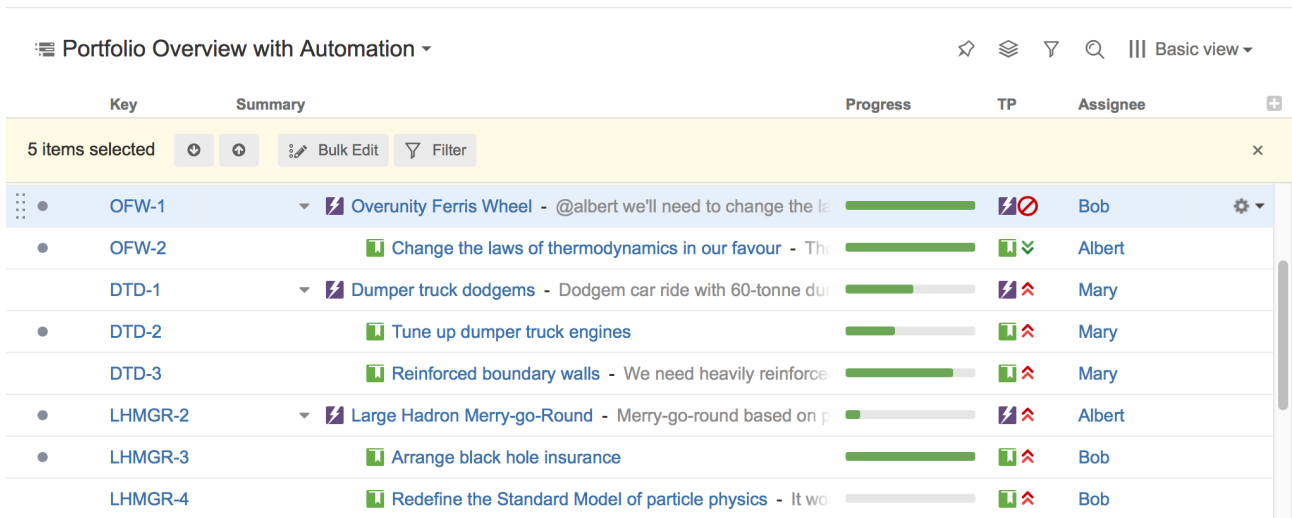 Portfolio Overview with Automation
Basic view
Key Summary Progress TP Assignee
5 items selected Bulk Edit Filter
OFW-1 Overunity Ferris Wheel - @albert we'll need to change the la Bob
OFW-2 Change the laws of thermodynamics in our favour - The Albert
DTD-1 Dumper truck dodgems - Dodgem car ride with 60-tonne du Mary
DTD-2 Tune up dumper truck engines Mary
DTD-3 Reinforced boundary walls - We need heavily reinforce Mary
LHMGR-2 Large Hadron Merry-go-Round - Merry-go-round based on p Albert
LHMGR-3 Arrange black hole insurance Bob
LHMGR-4 Redefine the Standard Model of particle physics - It wo Bob